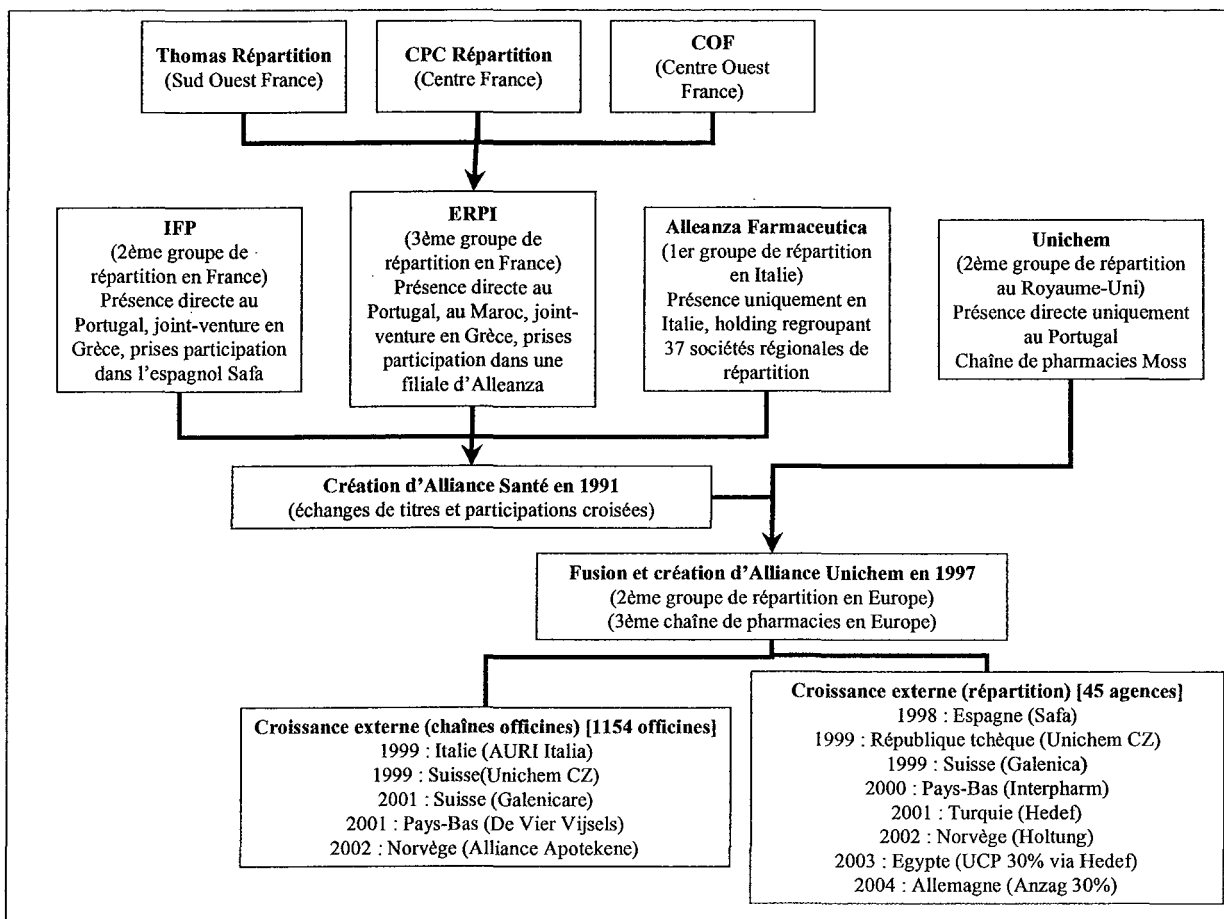 Thomas Répartition
(Sud Ouest France)
CPC Répartition
(Centre France)
COF
(Centre Ouest
France)
IFP
(2ème groupe de
répartition en France)
Présence directe au
Portugal, joint-venture en
Grèce, prises participation
dans l'espagnol Safa
ERPI
(3ème groupe de
répartition en France)
Présence directe au
Portugal, au Maroc, joint-
venture en Grèce, prises
participation dans une
filiale d'Alleanza
Alleanza Farmaceutica
(1er groupe de répartition
en Italie)
Présence uniquement en
Italie, holding regroupant
37 sociétés régionales de
répartition
Unichem
(2ème groupe de répartition
au Royaume-Uni)
Présence directe uniquement
au Portugal
Chaîne de pharmacies Moss
Création d'Alliance Santé en 1991
(échanges de titres et participations croisées)
Fusion et création d'Alliance Unichem en 1997
(2ème groupe de répartition en Europe)
(3ème chaîne de pharmacies en Europe)
Croissance externe (chaînes officines) [1154 officines]
1999 : Italie (AURI Italia)
1999 : Suisse(Unichem CZ)
2001 : Suisse (Galenicare)
2001 : Pays-Bas (De Vier Vijsels)
2002 : Norvège (Alliance Apotekene)
Croissance externe (répartition) [45 agences]
1998 : Espagne (Safa)
1999 : République tchèque (Unichem CZ)
1999 : Suisse (Galenica)
2000 : Pays-Bas (Interpharm)
2001 : Turquie (Hedef)
2002 : Norvège (Holtung)
2003 : Egypte (UCP 30% via Hedef)
2004 : Allemagne (Anzag 30%)